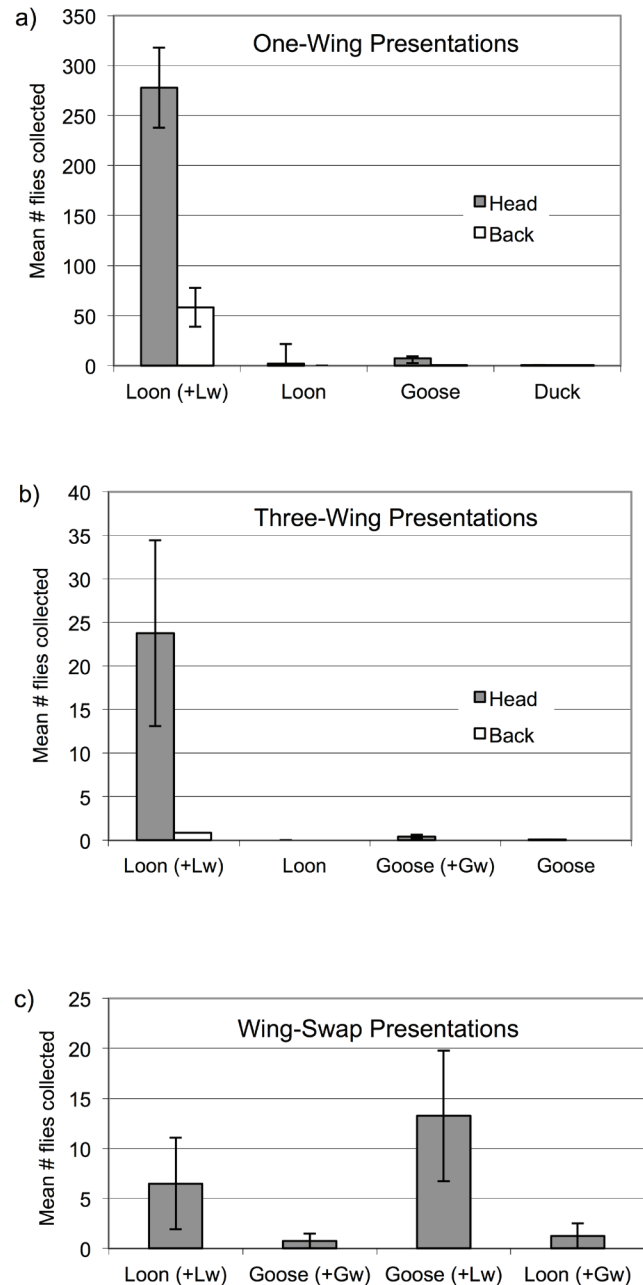 a)
One-Wing Presentations
Mean # flies collected
350
300
250
200
150
100
50
0
Head
Back
Loon (+Lw) Loon Goose Duck
b)
Three-Wing Presentations
Mean # flies collected
40
35
30
25
20
15
10
5
0
Head
Back
Loon (+Lw) Loon Goose (+Gw) Goose
c)
Wing-Swap Presentations
Mean # flies collected
25
20
15
10
5
0
Loon (+Lw) Goose (+Gw) Goose (+Lw) Loon (+Gw)